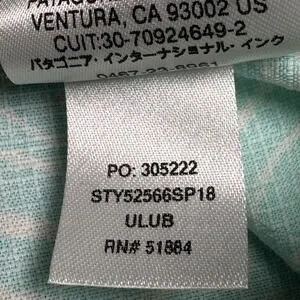 VENTURA, CA 93002 US
CUIT:30-70924649-2
パタゴニア・インターナショナル・インク
PO: 305222
STY52566SP18
ULUB
RN# 51884